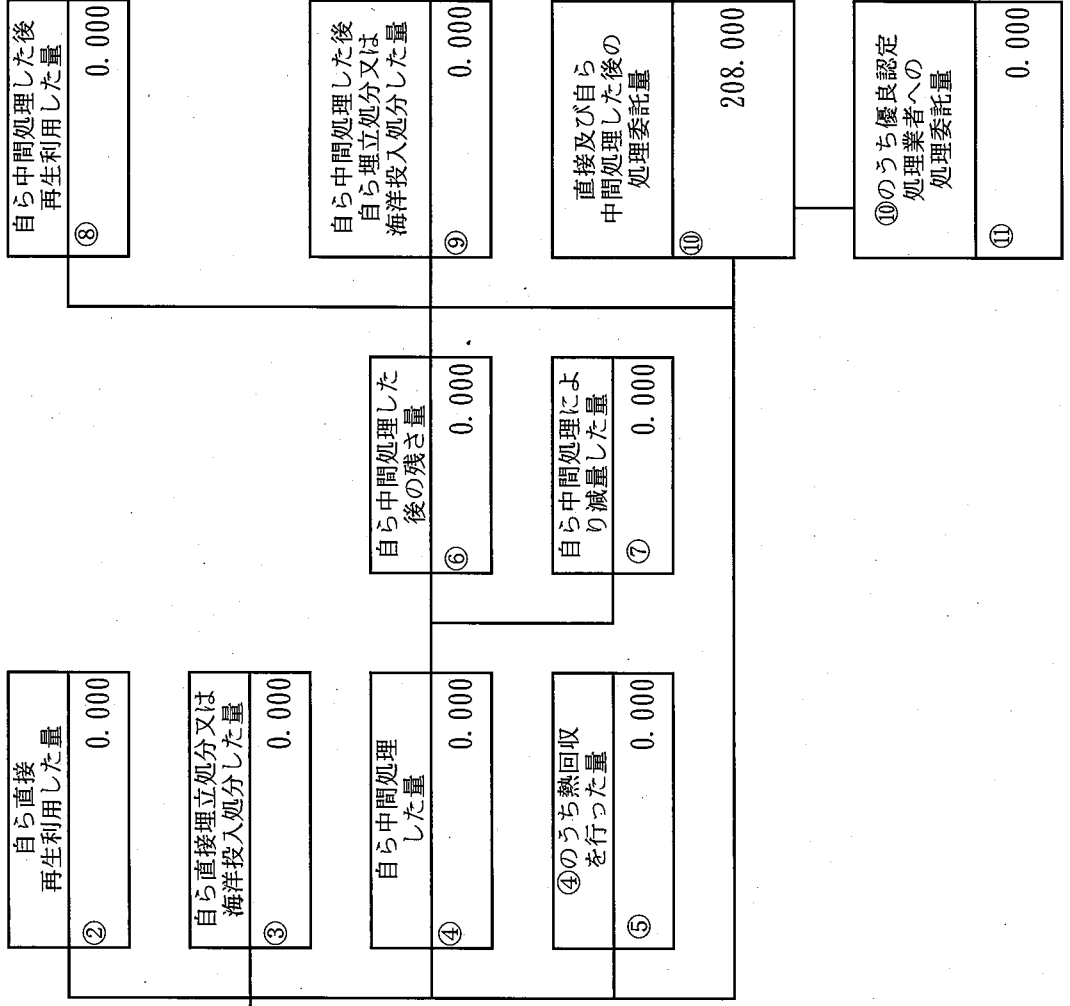 自ら直接
再生利用した量
② 0.000
自ら直接埋立処分又は
海洋投入処分した量
③ 0.000
自ら中間処理
した量
④ 0.000
④のうち熱回収
を行った量
⑤ 0.000
自ら中間処理した
後の残さ量
⑥ 0.000
自ら中間処理によ
り減量した量
⑦ 0.000
自ら中間処理した後
再生利用した量
⑧ 0.000
自ら中間処理した後
自ら埋立処分又は
海洋投入処分した量
⑨ 0.000
直接及び自ら
中間処理した後の
処理委託量
⑩ 208.000
⑩のうち優良認定
処理業者への
処理委託量
⑪ 0.000